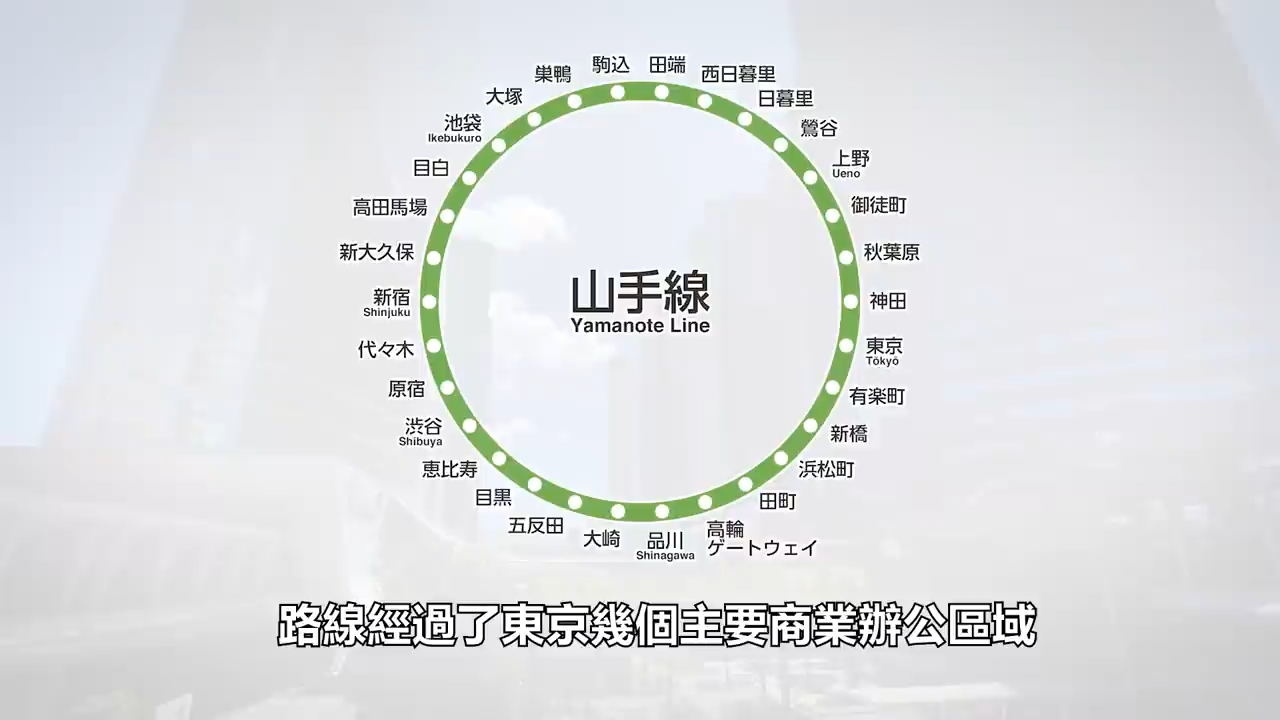 駒込
田端
巣鴨
西日暮里
大塚
日暮里
池袋
Ikebukuro
鶯谷
目白
上野
Ueno
高田馬場
御徒町
新大久保
秋葉原
山手線
Yamanote Line
新宿
Shinjuku
神田
代々木
東京
Tōkyō
原宿
有楽町
渋谷
Shibuya
新橋
恵比寿
浜松町
目黒
田町
五反田
大崎
品川
Shinagawa
高輪
ゲートウェイ
路線經過了東京幾個主要商業辦公區域